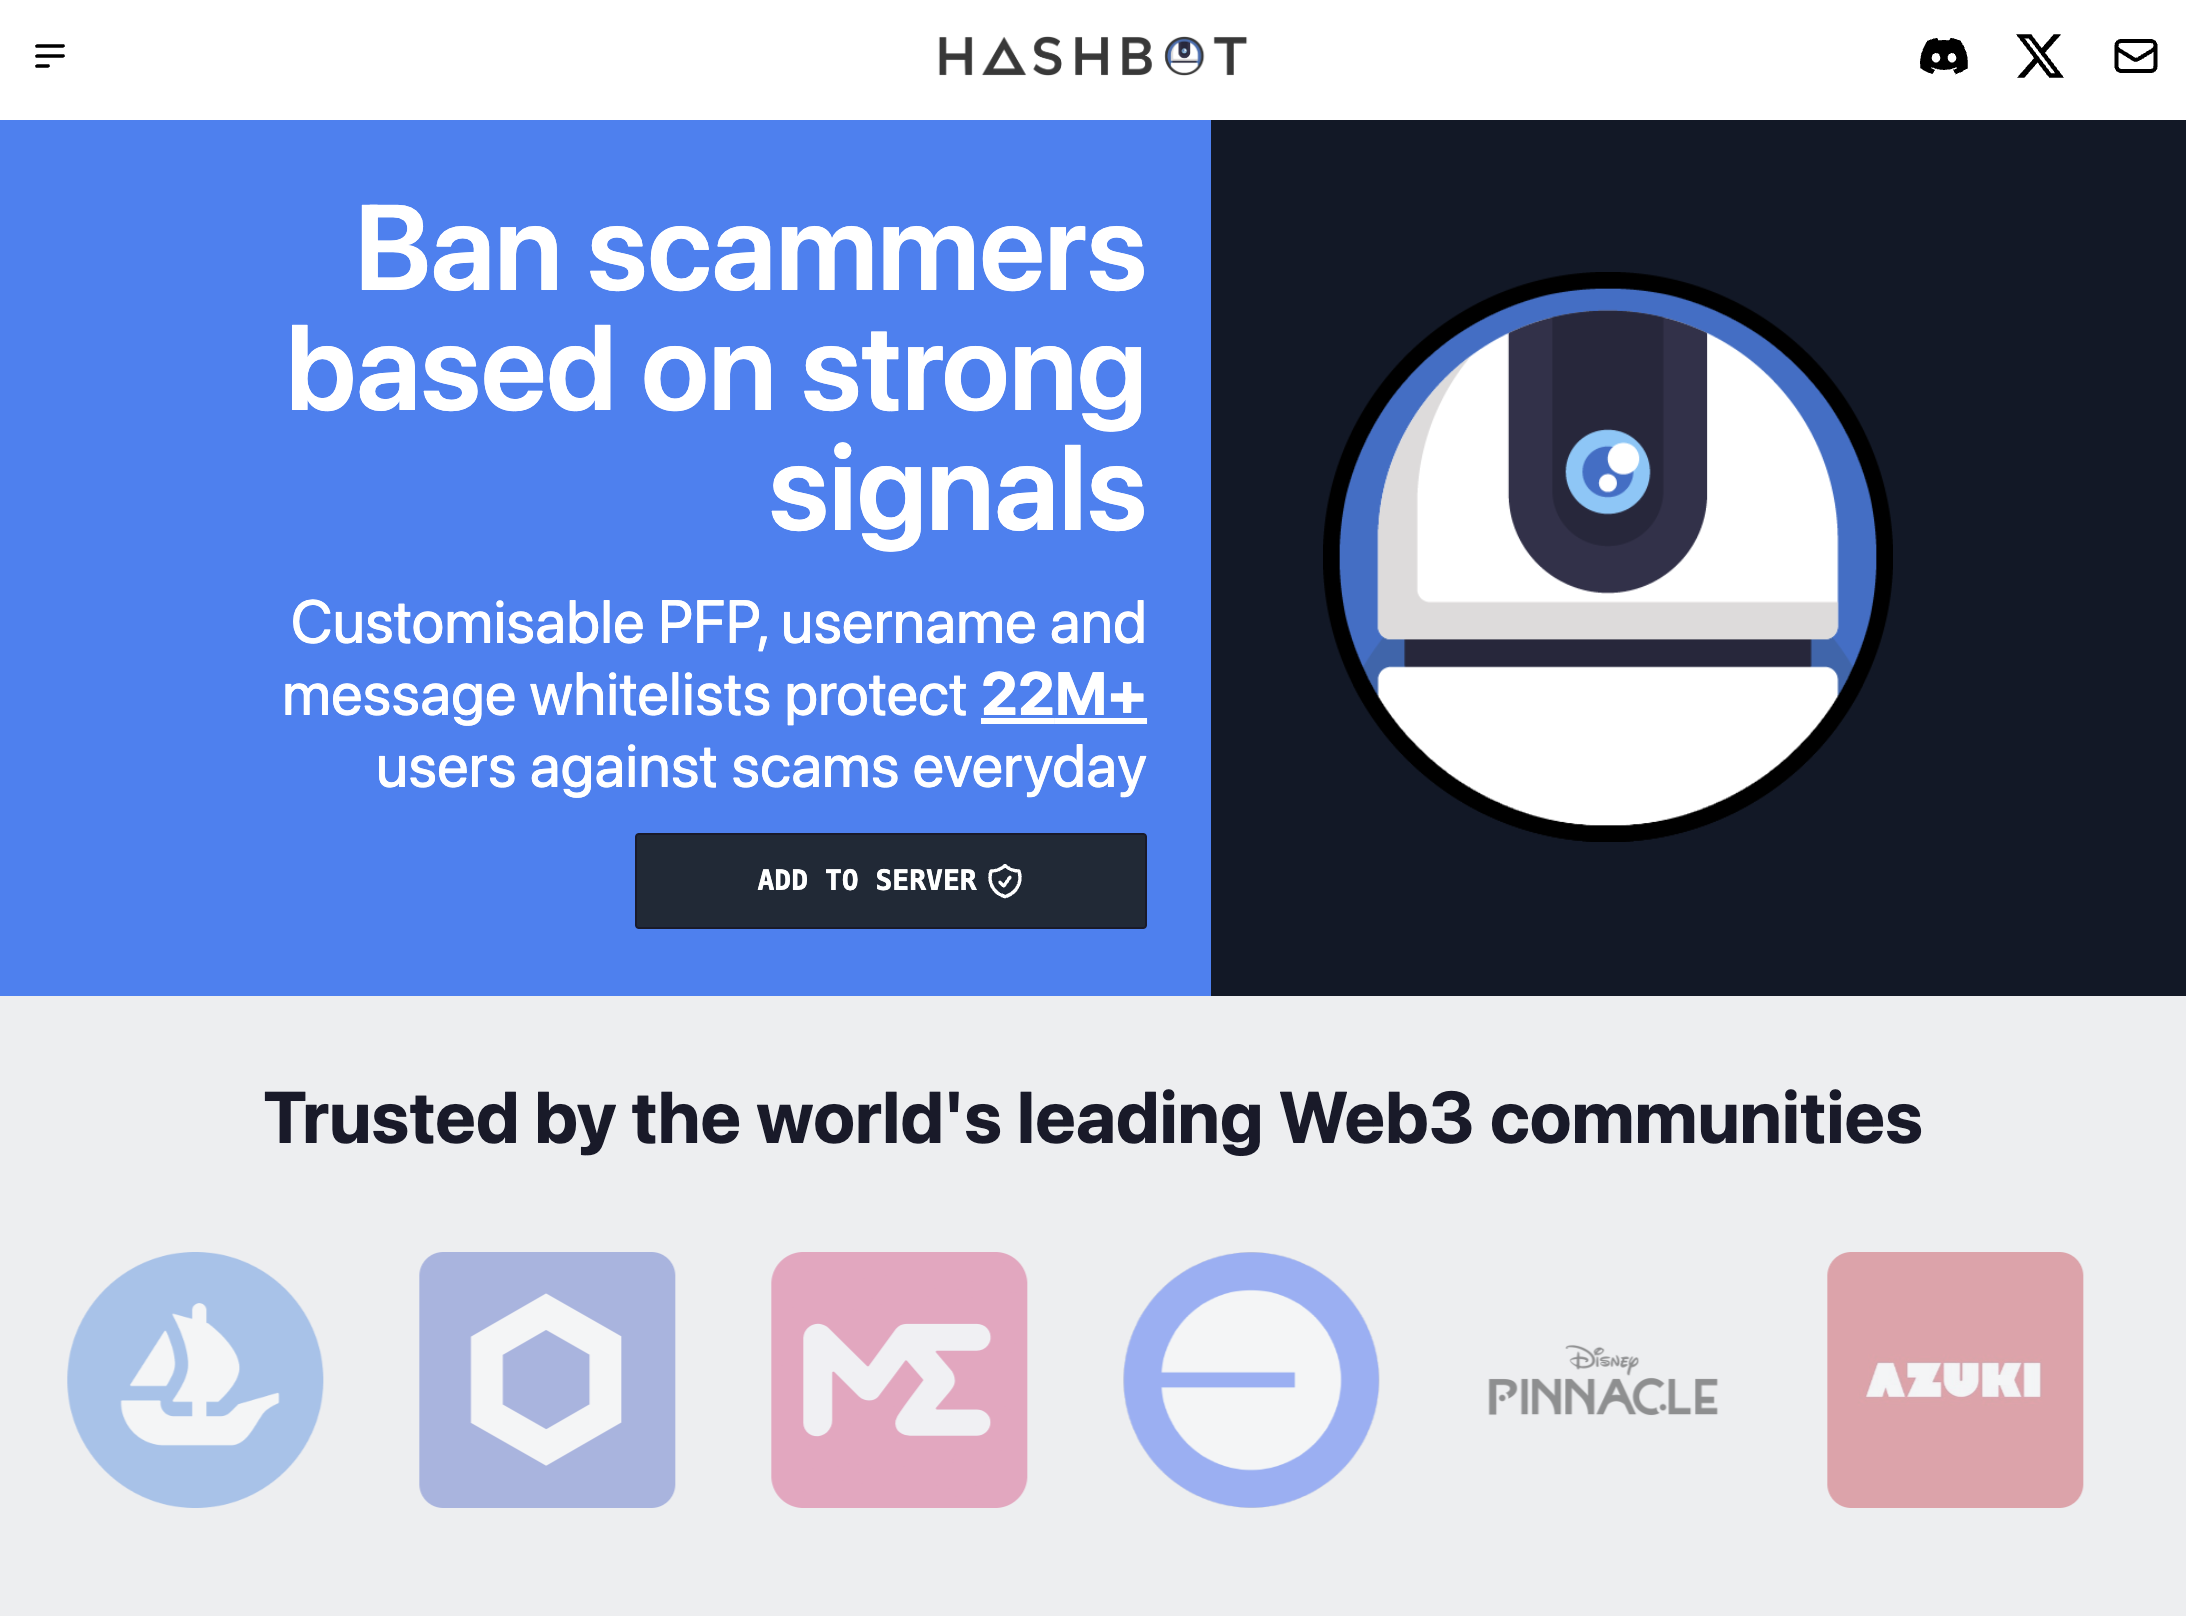 HASHBOT
Ban scammers
based on strong
signals
Customisable PFP, username and
message whitelists protect 22M+
users against scams everyday
ADD TO SERVER
Trusted by the world's leading Web3 communities
ME
Disney
PINNACLE
AZUKI